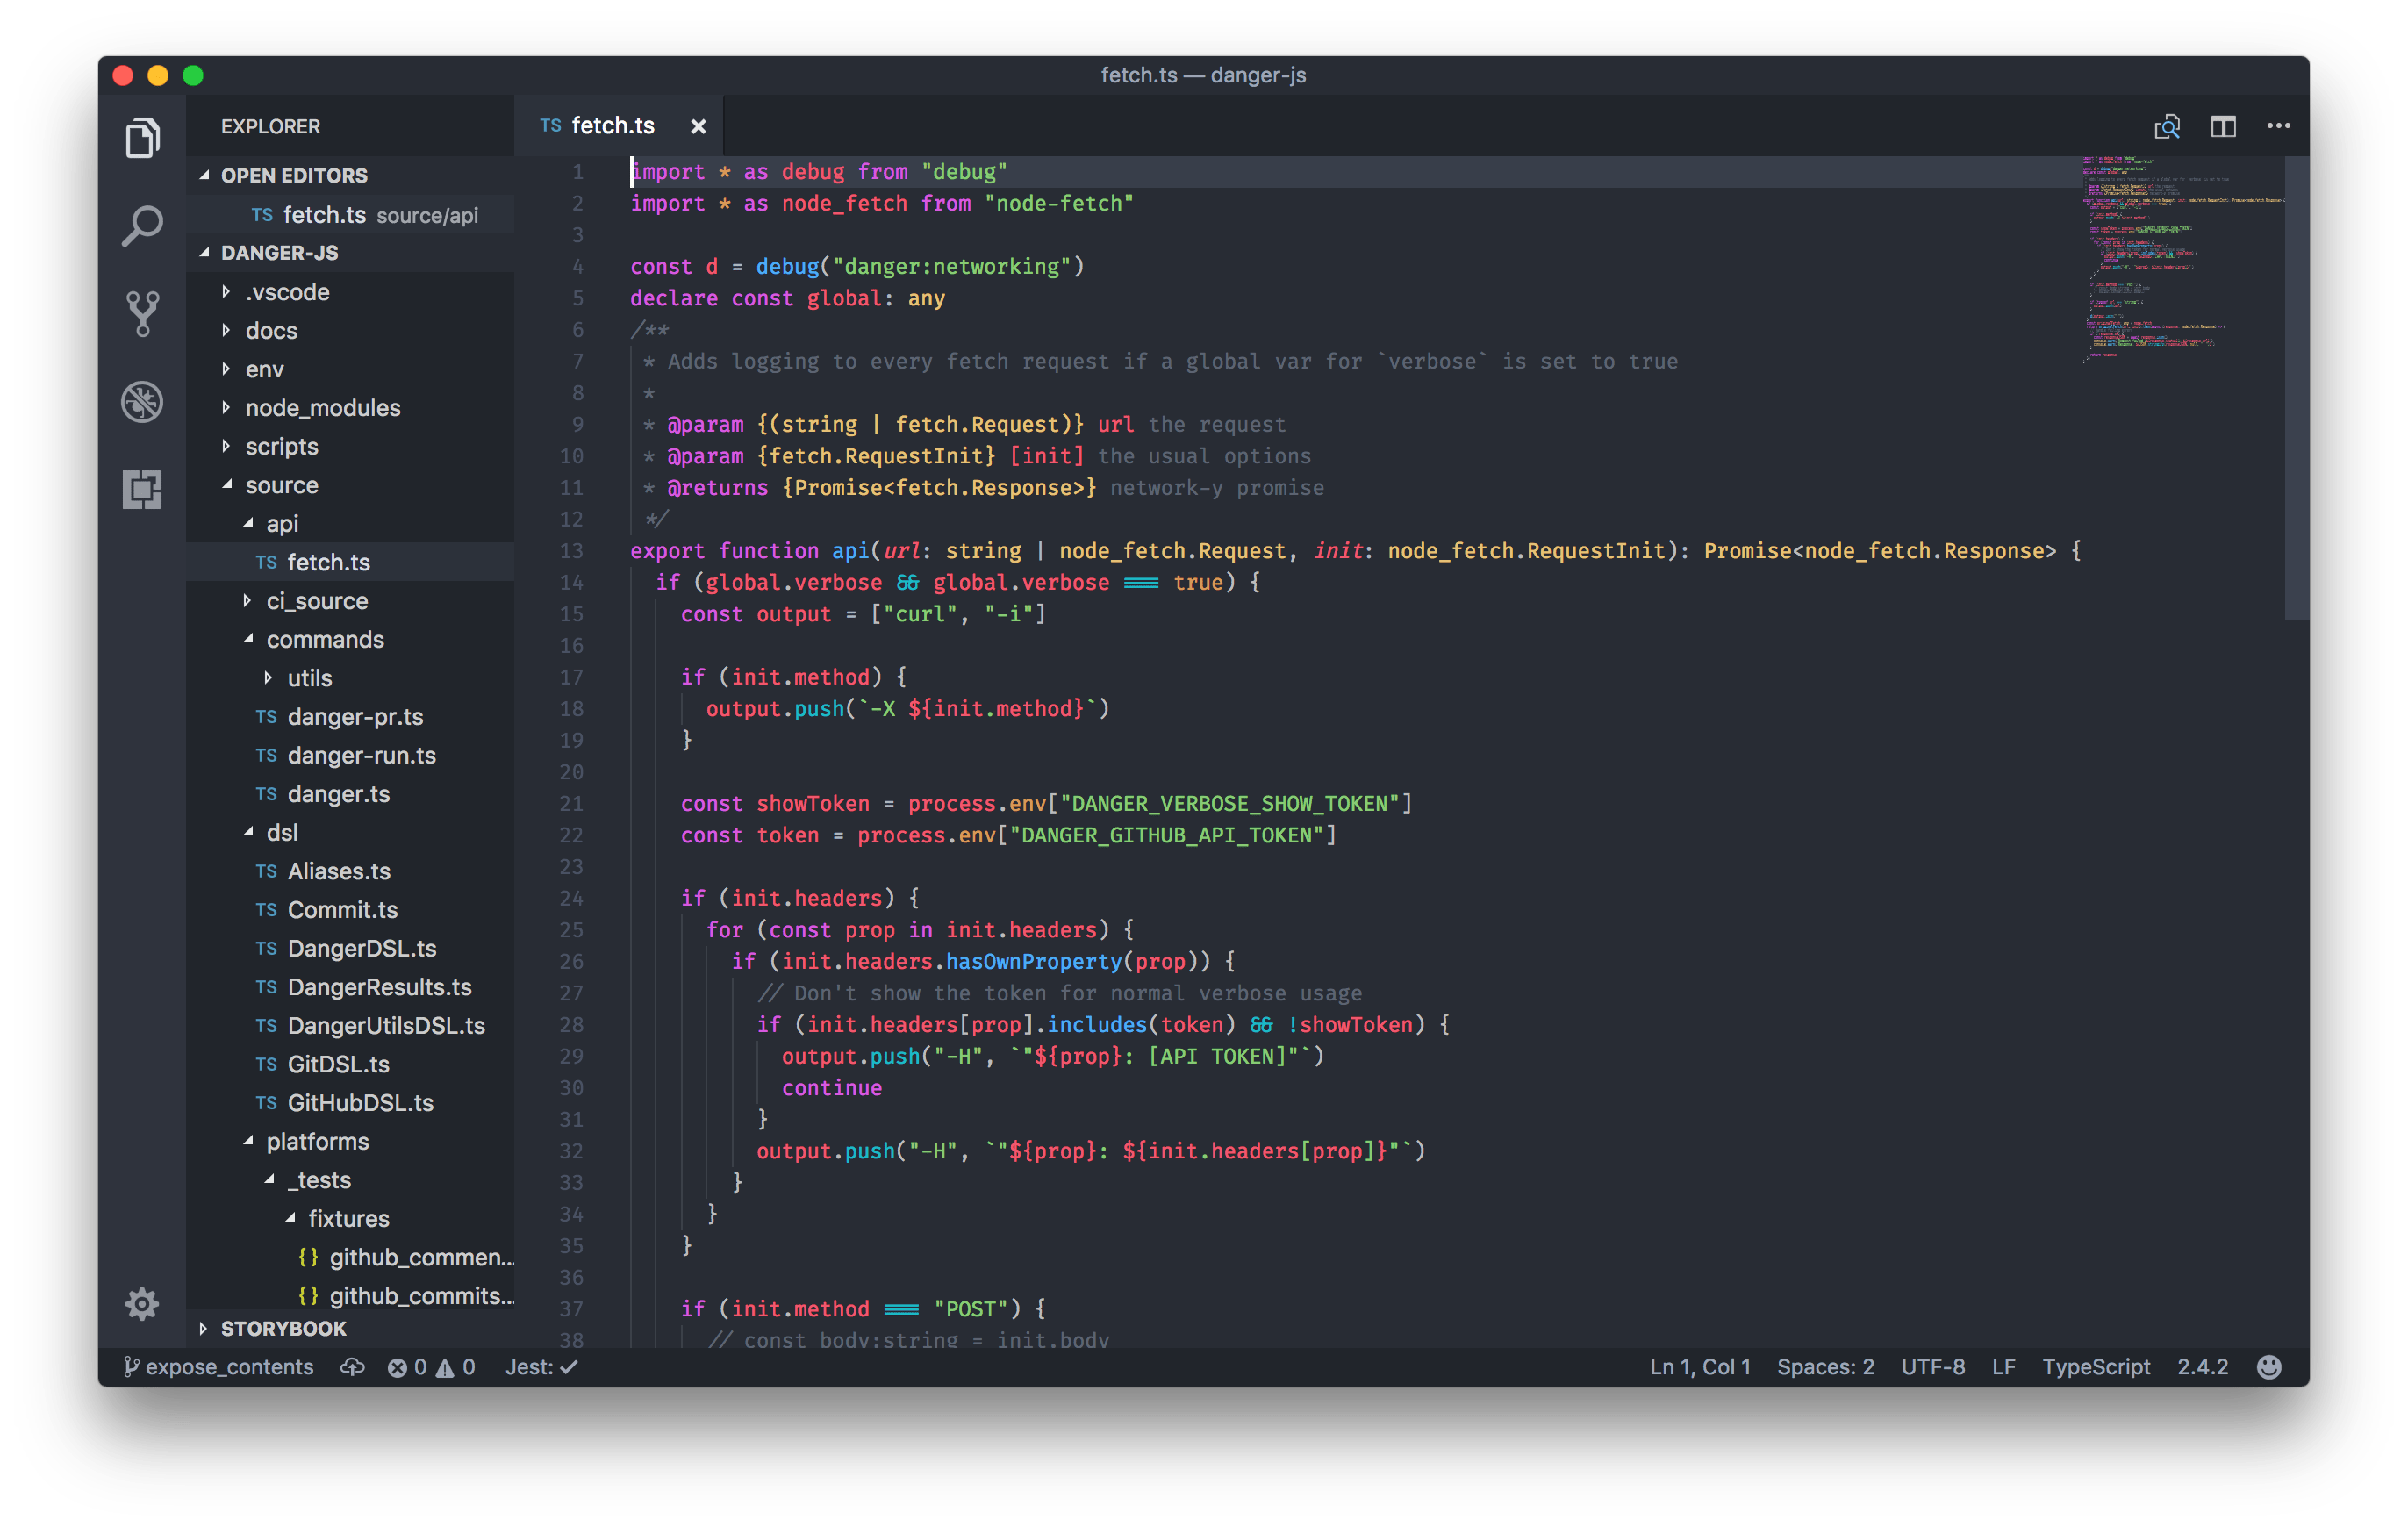 fetch.ts — danger-js
EXPLORER
OPEN EDITORS
TS fetch.ts source/api
DANGER-JS
.vscode
docs
env
node_modules
scripts
source
api
TS fetch.ts
ci_source
commands
utils
TS danger-pr.ts
TS danger-run.ts
TS danger.ts
dsl
TS Aliases.ts
TS Commit.ts
TS DangerDSL.ts
TS DangerResults.ts
TS DangerUtilsDSL.ts
TS GitDSL.ts
TS GitHubDSL.ts
platforms
_tests
fixtures
{} github_commen...
{} github_commits...
STORYBOOK
TS fetch.ts ×
1 import * as debug from "debug"
2 import * as node_fetch from "node-fetch"
3
4 const d = debug("danger:networking")
5 declare const global: any
6 /**
7 * Adds logging to every fetch request if a global var for `verbose` is set to true
8 *
9 * @param {(string | fetch.Request)} url the request
10 * @param {fetch.RequestInit} [init] the usual options
11 * @returns {Promise<fetch.Response>} network-y promise
12 */
13 export function api(url: string | node_fetch.Request, init: node_fetch.RequestInit): Promise<node_fetch.Response> {
14 if (global.verbose && global.verbose === true) {
15 const output = ["curl", "-i"]
16
17 if (init.method) {
18 output.push(`-X ${init.method}`)
19 }
20
21 const showToken = process.env["DANGER_VERBOSE_SHOW_TOKEN"]
22 const token = process.env["DANGER_GITHUB_API_TOKEN"]
23
24 if (init.headers) {
25 for (const prop in init.headers) {
26 if (init.headers.hasOwnProperty(prop)) {
27 // Don't show the token for normal verbose usage
28 if (init.headers[prop].includes(token) && !showToken) {
29 output.push("-H", `"${prop}: [API TOKEN]"`)
30 continue
31 }
32 output.push("-H", `"${prop}: ${init.headers[prop]}"`)
33 }
34 }
35 }
36
37 if (init.method === "POST") {
38 // const body:string = init.body
expose_contents 0 0 Jest: ✓ Ln 1, Col 1 Spaces: 2 UTF-8 LF TypeScript 2.4.2